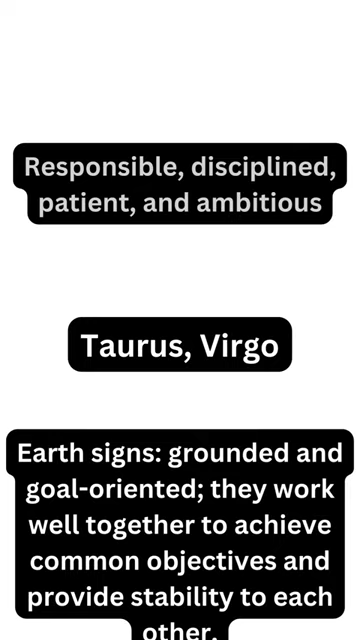 Responsible, disciplined,
patient, and ambitious
Taurus, Virgo
Earth signs: grounded and
goal-oriented; they work
well together to achieve
common objectives and
provide stability to each
other.